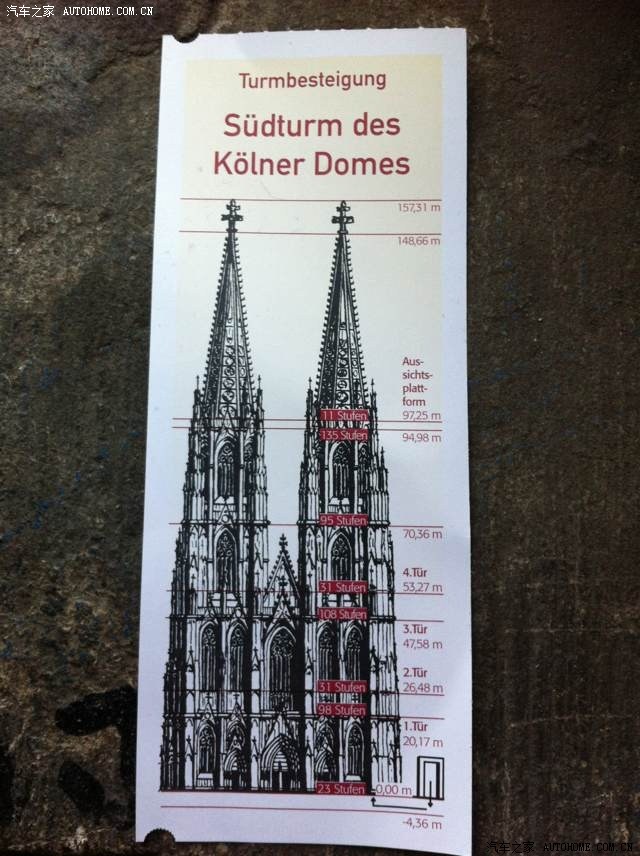 汽车之家 AUTOHOME.COM.CN
Turmbesteigung
Südturm des
Kölner Domes
157,31 m
148,66 m
Aus-
sichts-
platt-
form
11 Stufen
97,25 m
135 Stufen
94,98 m
95 Stufen
70,36 m
4.Tür
31 Stufen
53,27 m
108 Stufen
3.Tür
47,58 m
2.Tür
31 Stufen
26,48 m
98 Stufen
1.Tür
20,17 m
23 Stufen
0,00 m
-4,36 m
汽车之家 AUTOHOME.COM.CN